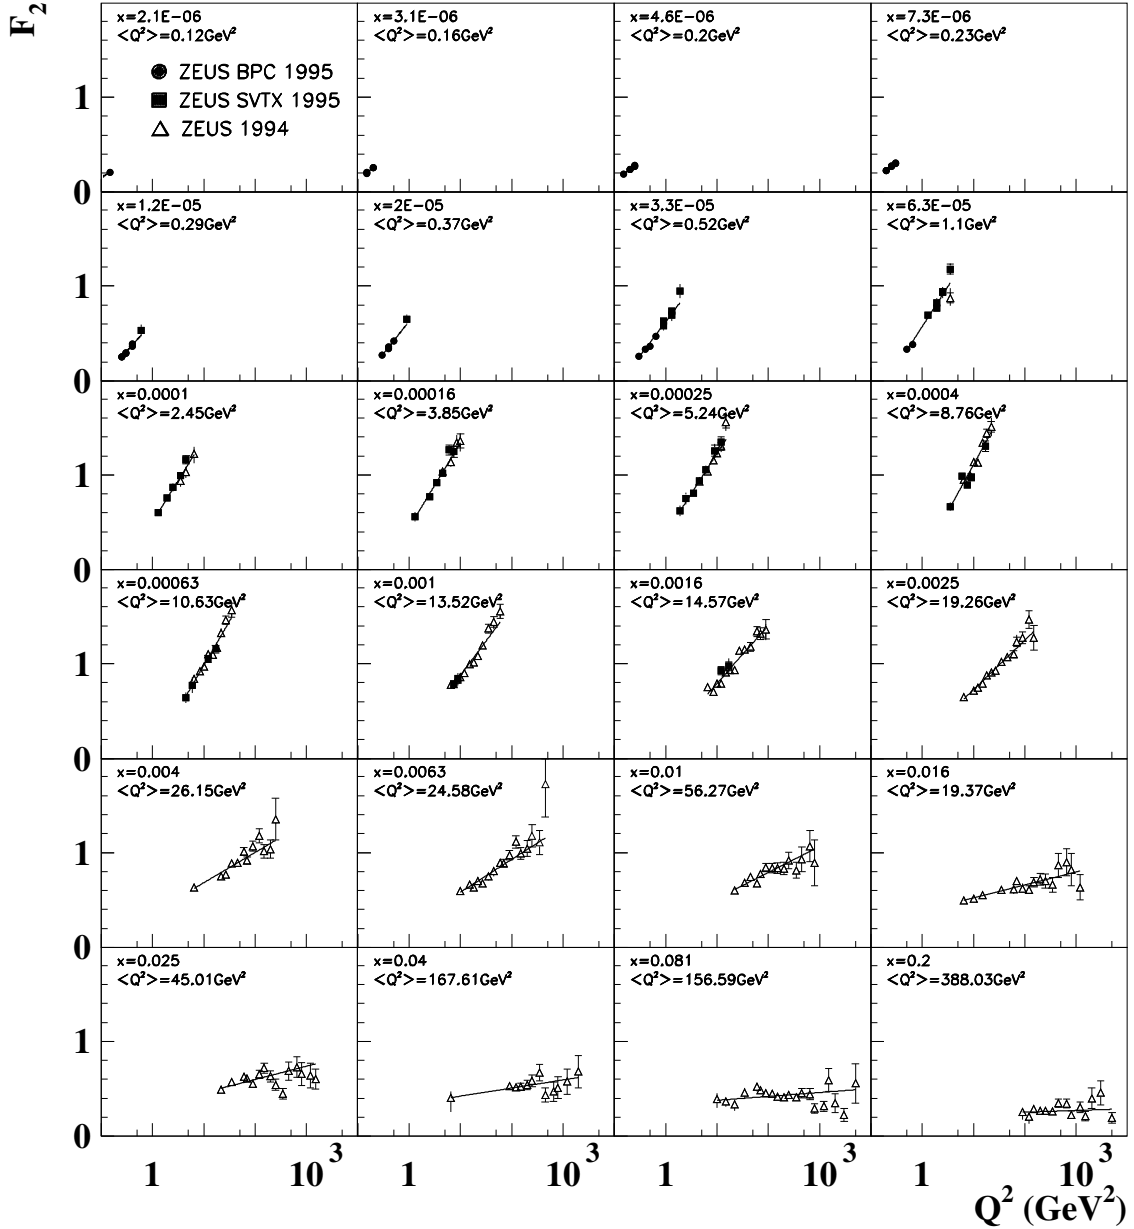 F₂
x=2.1E-06
<Q²>=0.12GeV²
● ZEUS BPC 1995
■ ZEUS SVTX 1995
△ ZEUS 1994
x=3.1E-06
<Q²>=0.16GeV²
x=4.6E-06
<Q²>=0.2GeV²
x=7.3E-06
<Q²>=0.23GeV²
1
0
x=1.2E-05
<Q²>=0.29GeV²
x=2E-05
<Q²>=0.37GeV²
x=3.3E-05
<Q²>=0.52GeV²
x=6.3E-05
<Q²>=1.1GeV²
1
0
x=0.0001
<Q²>=2.45GeV²
x=0.00016
<Q²>=3.85GeV²
x=0.00025
<Q²>=5.24GeV²
x=0.0004
<Q²>=8.76GeV²
1
0
x=0.00063
<Q²>=10.63GeV²
x=0.001
<Q²>=13.52GeV²
x=0.0016
<Q²>=14.57GeV²
x=0.0025
<Q²>=19.26GeV²
1
0
x=0.004
<Q²>=26.15GeV²
x=0.0063
<Q²>=24.58GeV²
x=0.01
<Q²>=56.27GeV²
x=0.016
<Q²>=19.37GeV²
1
0
x=0.025
<Q²>=45.01GeV²
x=0.04
<Q²>=167.61GeV²
x=0.081
<Q²>=156.59GeV²
x=0.2
<Q²>=388.03GeV²
1
0
1 10³ 1 10³ 1 10³ 1 10³
Q² (GeV²)